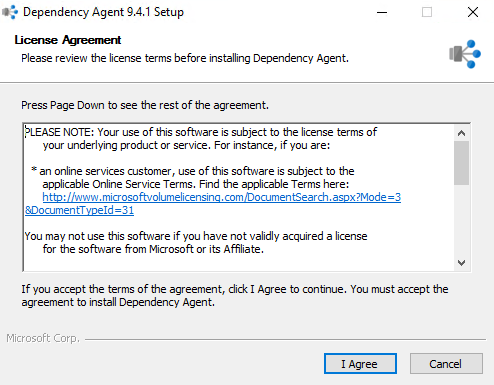 Dependency Agent 9.4.1 Setup
License Agreement
Please review the license terms before installing Dependency Agent.
Press Page Down to see the rest of the agreement.
PLEASE NOTE: Your use of this software is subject to the license terms of
your underlying product or service. For instance, if you are:
* an online services customer, use of this software is subject to the
applicable Online Service Terms. Find the applicable Terms here:
http://www.microsoftvolumelicensing.com/DocumentSearch.aspx?Mode=3
&DocumentTypeId=31
You may not use this software if you have not validly acquired a license
for the software from Microsoft or its Affiliate.
If you accept the terms of the agreement, click I Agree to continue. You must accept the
agreement to install Dependency Agent.
Microsoft Corp.
I Agree
Cancel